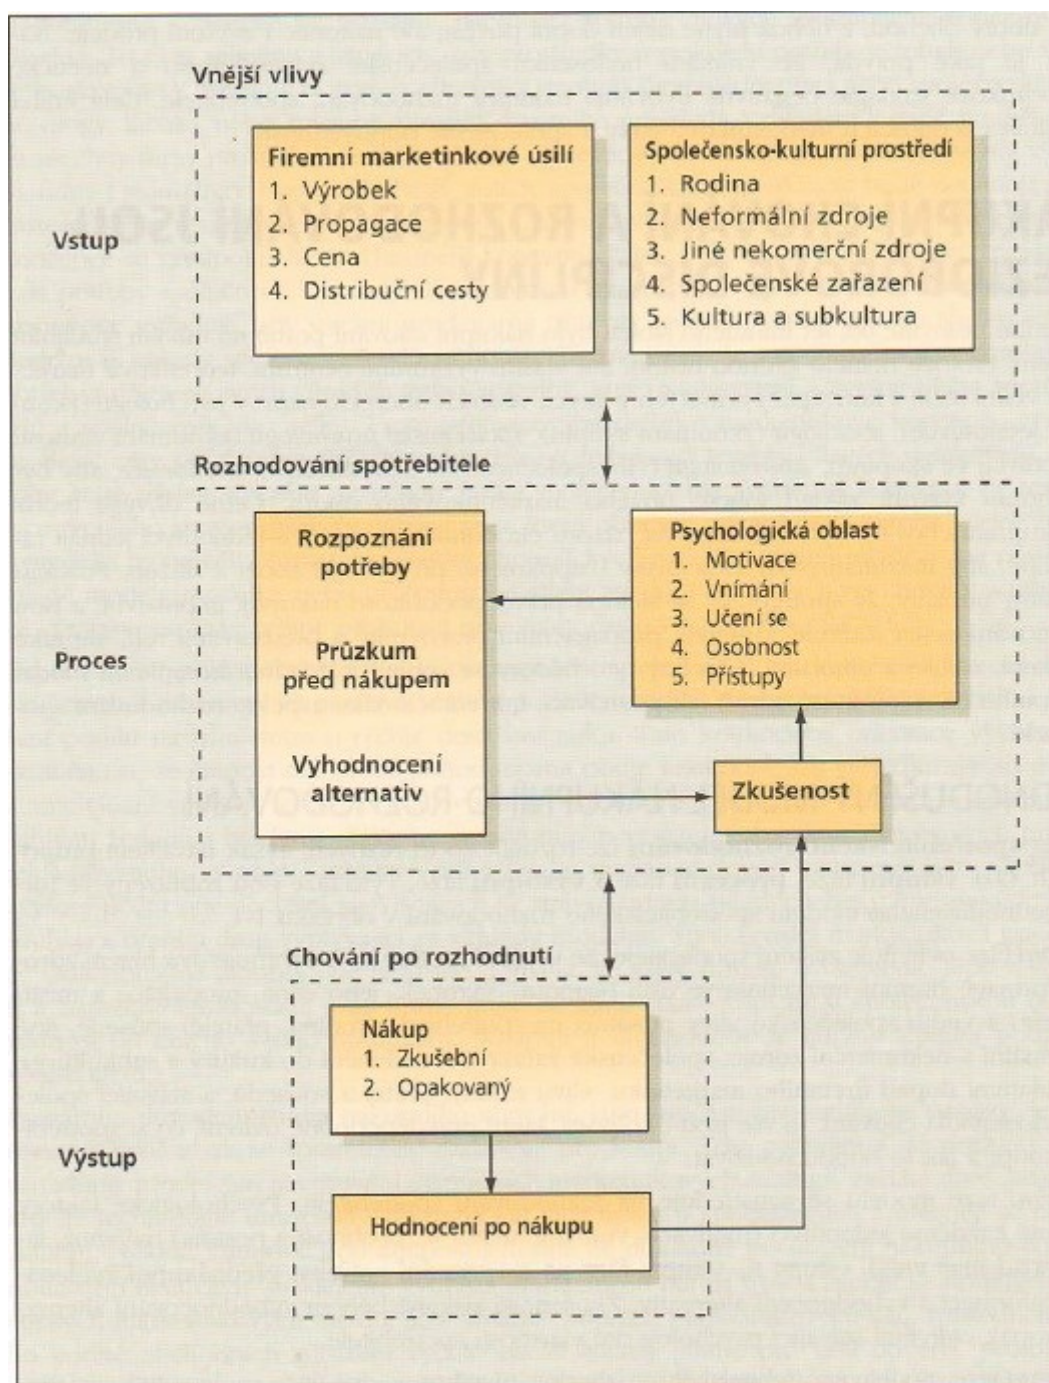 Vnější vlivy
Vstup
Firemní marketinkové úsilí
1. Výrobek
2. Propagace
3. Cena
4. Distribuční cesty
Společensko-kulturní prostředí
1. Rodina
2. Neformální zdroje
3. Jiné nekomerční zdroje
4. Společenské zařazení
5. Kultura a subkultura
Rozhodování spotřebitele
Proces
Rozpoznání
potřeby
Průzkum
před nákupem
Vyhodnocení
alternativ
Psychologická oblast
1. Motivace
2. Vnímání
3. Učení se
4. Osobnost
5. Přístupy
Zkušenost
Chování po rozhodnutí
Výstup
Nákup
1. Zkušební
2. Opakovaný
Hodnocení po nákupu